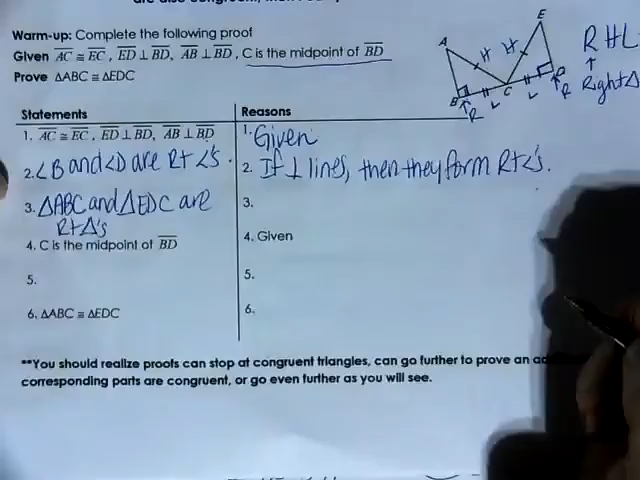 Warm-up: Complete the following proof
Given AC ≅ EC, ED ⊥ BD, AB ⊥ BD, C is the midpoint of BD
Prove ΔABC ≅ ΔEDC
A
E
H H
B
C
D
R
L L
R
RHL
↑
Right Δ
Statements
Reasons
1. AC ≅ EC, ED ⊥ BD, AB ⊥ BD
1. Given
2. <B and <D are Rt <'s.
2. If ⊥ lines, then they form Rt <'s.
3. ΔABC and ΔEDC are
Rt Δ's
3.
4. C is the midpoint of BD
4. Given
5.
5.
6. ΔABC ≅ ΔEDC
6.
**You should realize proofs can stop at congruent triangles, can go further to prove an
corresponding parts are congruent, or go even further as you will see.